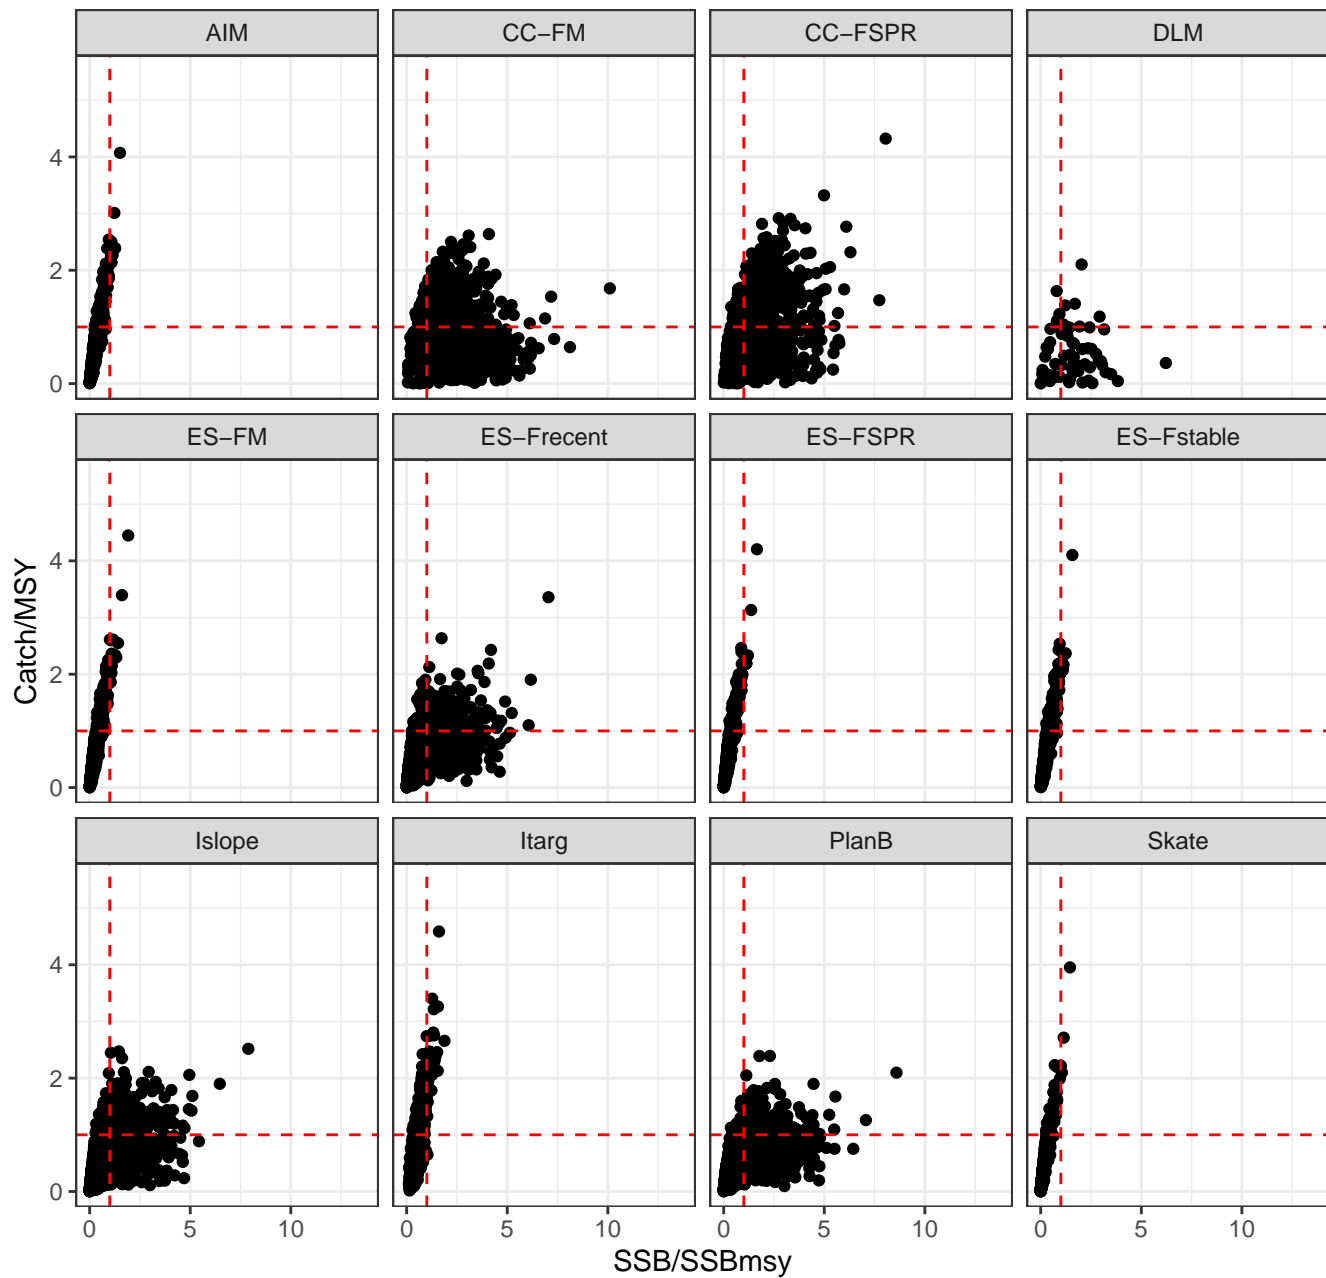 AIM CC−FM CC−FSPR DLM
4
2
0
ES−FM ES−Frecent ES−FSPR ES−Fstable
4
2
0
Catch/MSY
Islope Itarg PlanB Skate
4
2
0
0 5 10 0 5 10 0 5 10 0 5 10
SSB/SSBmsy